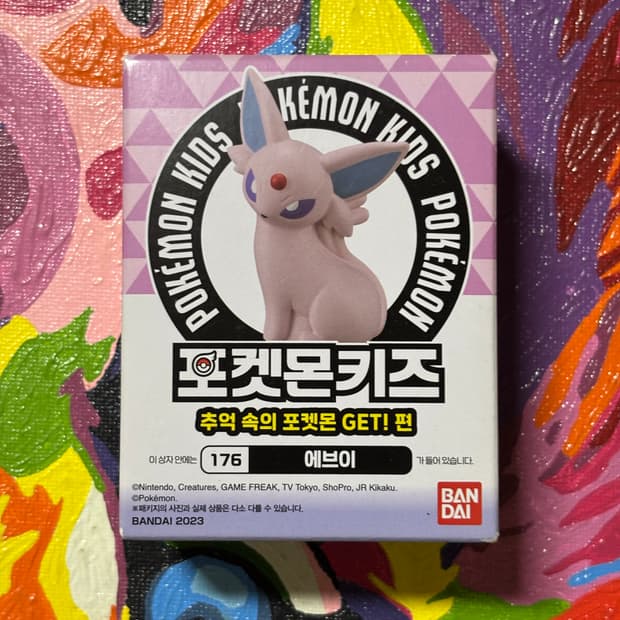 POKÉMON KIDS POKÉMON KIDS POKÉMON
포켓몬키즈
추억 속의 포켓몬 GET! 편
이 상자 안에는 176 에브이 가 들어 있습니다.
©Nintendo, Creatures, GAME FREAK, TV Tokyo, ShoPro, JR Kikaku.
©Pokémon.
※패키지의 사진과 실제 상품은 다소 다를 수 있습니다.
BANDAI 2023
BAN
DAI